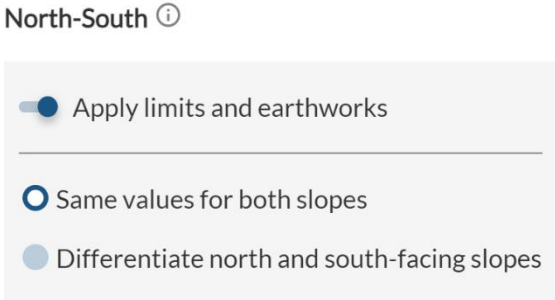 North-South
Apply limits and earthworks
Same values for both slopes
Differentiate north and south-facing slopes